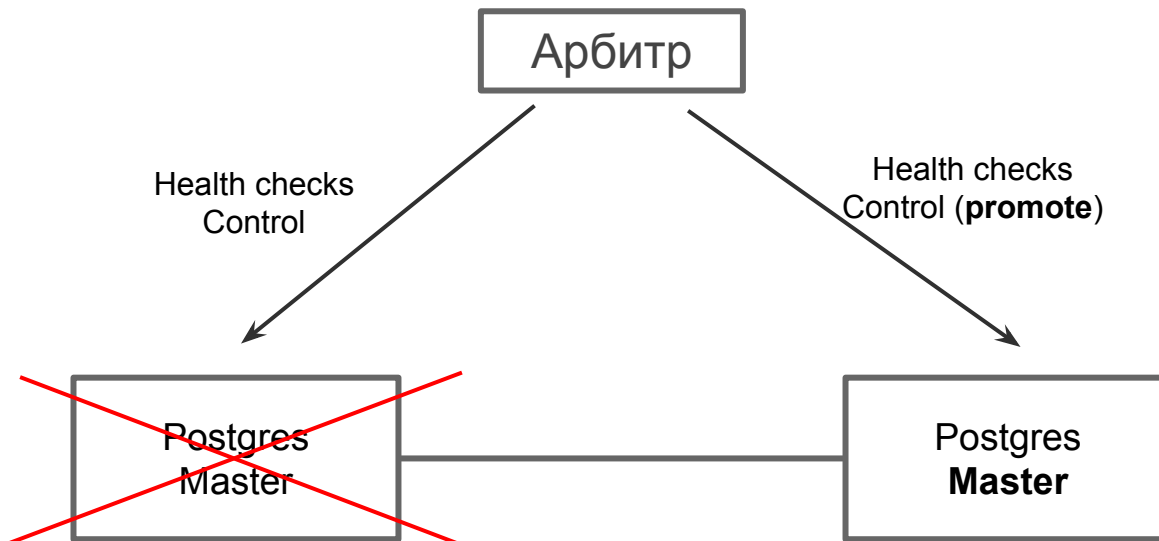 Арбитр
Health checks
Control
Health checks
Control (promote)
Postgres
Master
Postgres
Master